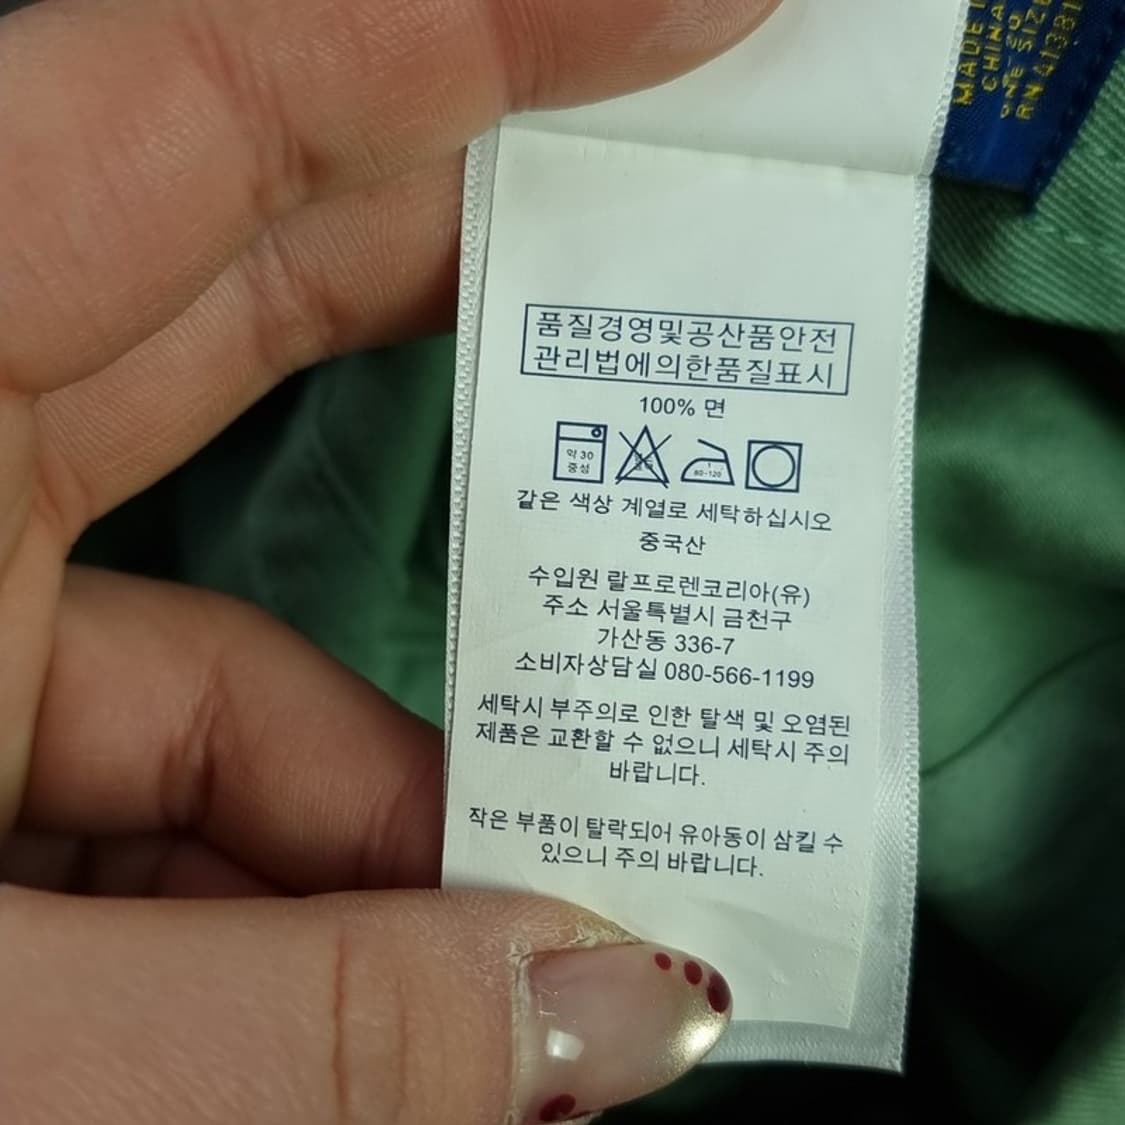 MADE I
CHINA
ONE SIZE
RN 41381
품질경영및공산품안전
관리법에의한품질표시
100% 면
약 30
중성
80~120
같은 색상 계열로 세탁하십시오
중국산
수입원 랄프로렌코리아(유)
주소 서울특별시 금천구
가산동 336-7
소비자상담실 080-566-1199
세탁시 부주의로 인한 탈색 및 오염된
제품은 교환할 수 없으니 세탁시 주의
바랍니다.
작은 부품이 탈락되어 유아동이 삼킬 수
있으니 주의 바랍니다.